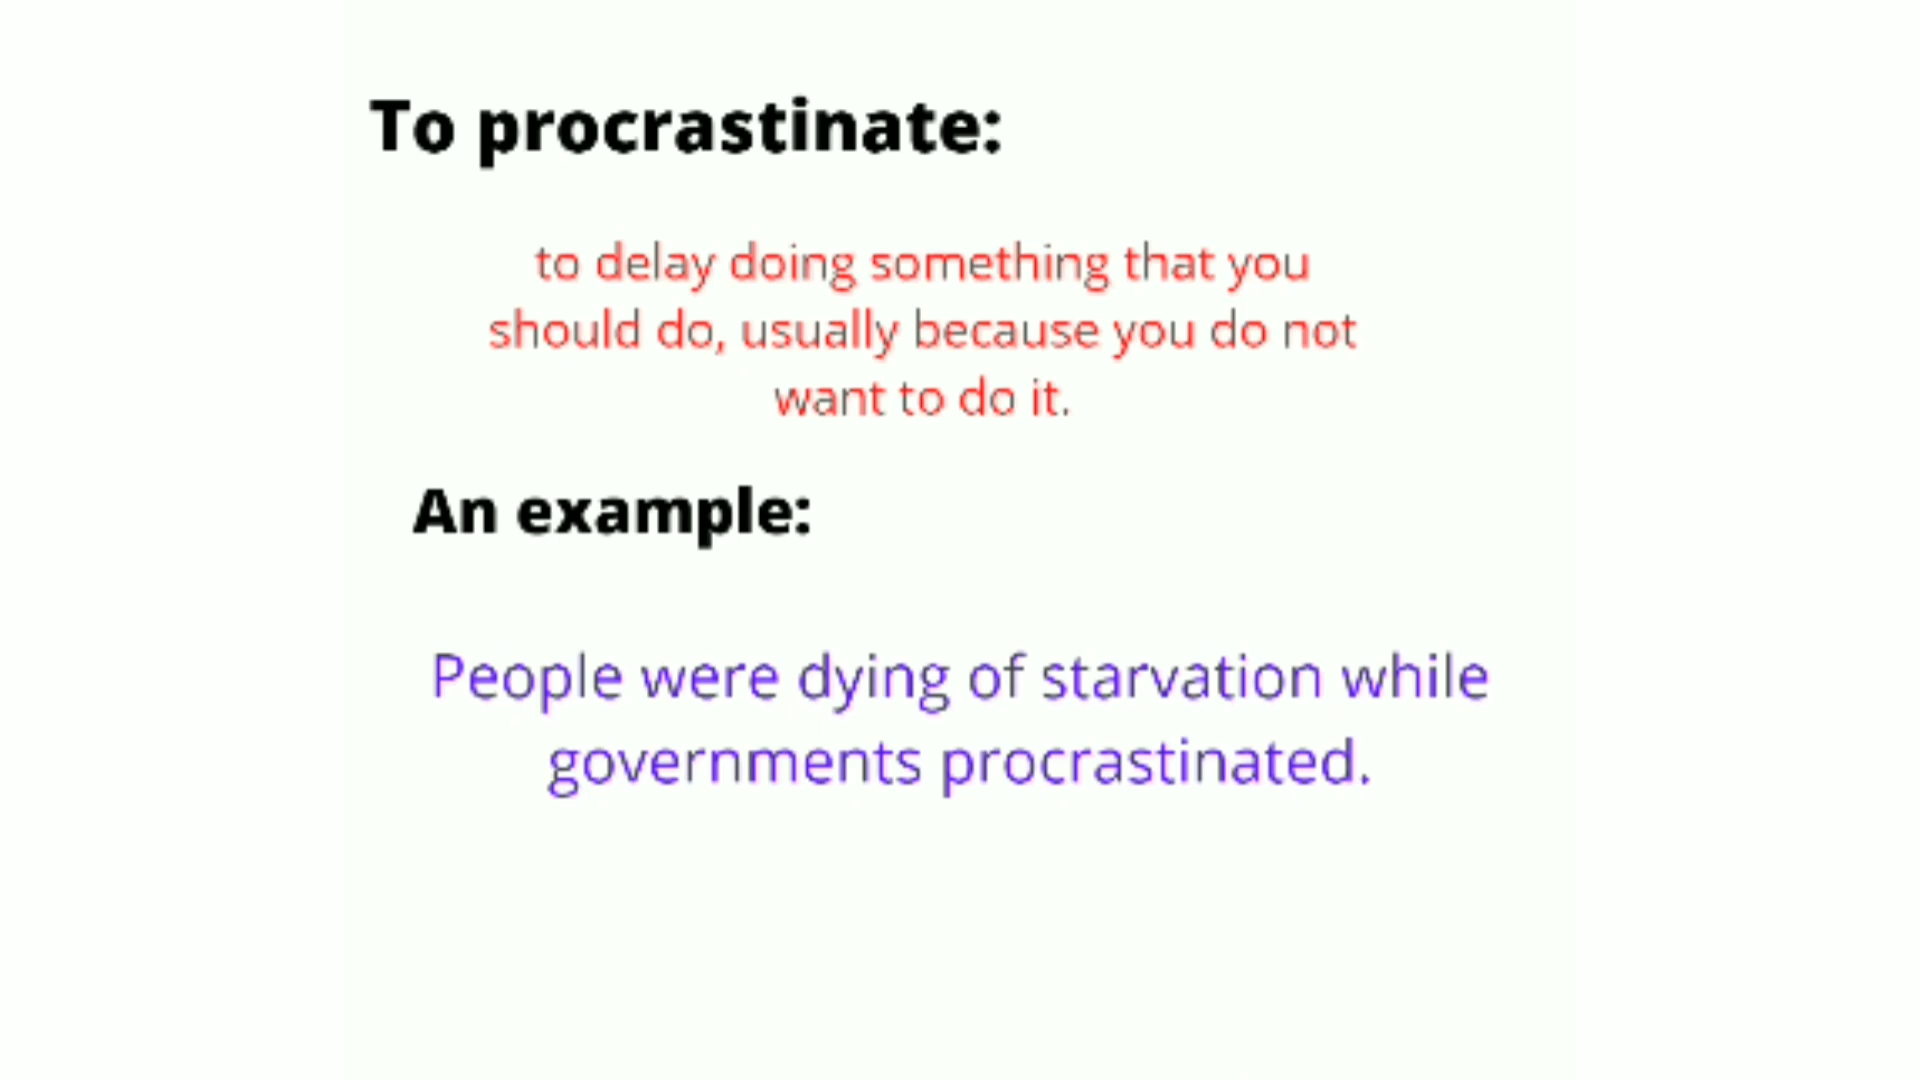 To procrastinate:
to delay doing something that you
should do, usually because you do not
want to do it.
An example:
People were dying of starvation while
governments procrastinated.